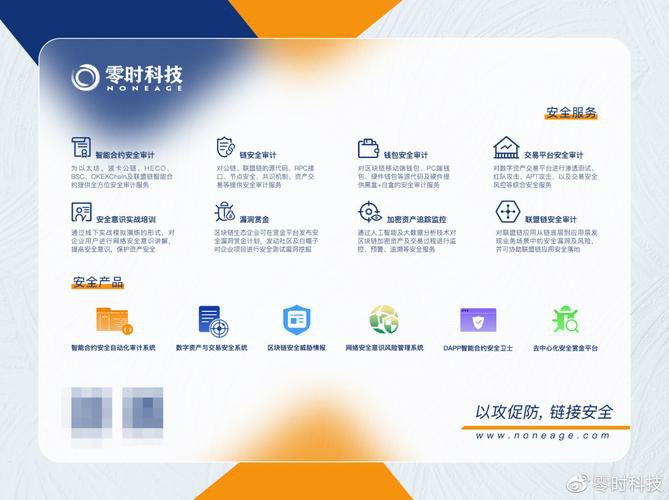 零时科技
NONEAGE
安全服务
智能合约安全审计
为以太坊，波卡公链，HECO，
BSC，OKEXChain及联盟链智能合
约提供全方位安全审计服务
链安全审计
对公链，联盟链的源代码，RPC接
口、节点安全、共识机制、资产交
易等提供安全审计服务
钱包安全审计
对区块链移动端钱包，PC端钱
包，硬件钱包等源代码及硬件提
供黑盒+白盒的安全审计服务
交易平台安全审计
对数字资产交易平台进行渗透测试，
红队攻击，APT攻击，以及交易安全
风控等综合安全服务
安全意识实战培训
通过线下实战模拟演练的形式，对
企业用户进行网络安全意识讲解，
提高安全意识，保护资产安全
漏洞赏金
区块链生态企业可在赏金平台发布安
全漏洞赏金计划，发动社区及白帽子
对企业项目进行安全测试漏洞挖掘
加密资产追踪监控
通过人工智能及大数据分析技术对
区块链加密资产及交易过程进行监
控、预警、追溯等安全服务
联盟链安全审计
对联盟链应用从链底层到应用层发
现业务场景中的安全漏洞及风险，
并可协助联盟链应用安全落地
安全产品
智能合约安全自动化审计系统
数字资产与交易安全系统
区块链安全威胁情报
网络安全意识风险管理系统
DAPP智能合约安全卫士
去中心化安全赏金平台
以攻促防，链接安全
www.noneage.com
零时科技